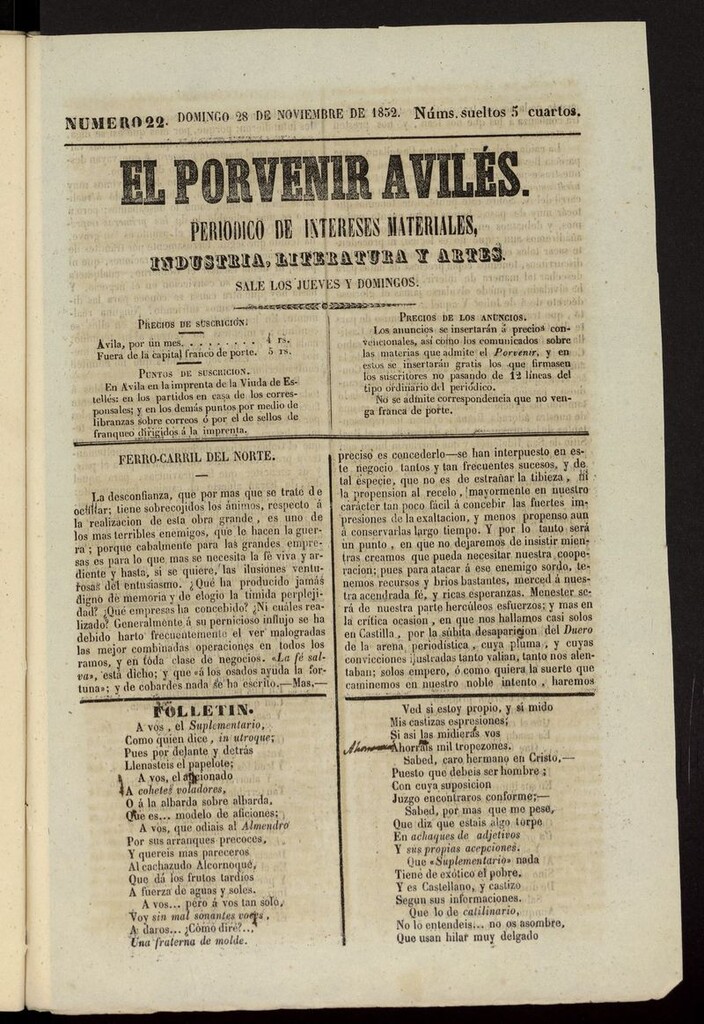 NUMERO 22. DOMINGO 28 DE NOVIEMBRE DE 1852. Núms. sueltos 5 cuartos.
EL PORVENIR AVILÉS.
PERIODICO DE INTERESES MATERIALES,
INDUSTRIA, LITERATURA Y ARTES.
SALE LOS JUEVES Y DOMINGOS.
PRECIOS DE SUSCRICION.
Avila, por un mes. . . . . . . . . 4 rs.
Fuera de la capital franco de porte. 5 rs.
PUNTOS DE SUSCRICION.
En Avila en la imprenta de la Viuda de Es-
tellés: en los partidos en casa de los corres-
ponsales; y en los demás puntos por medio de
libranzas sobre correos ó por el de sellos de
franqueo dirigidos á la imprenta.
PRECIOS DE LOS ANUNCIOS.
Los anuncios se insertarán á precios con-
vencionales, así como los comunicados sobre
las materias que admite el Porvenir, y en
estos se insertarán gratis los que firmasen
los suscritores no pasando de 12 líneas del
tipo ordinario del periódico.
No se admite correspondencia que no ven-
ga franca de porte.
FERRO-CARRIL DEL NORTE.
La desconfianza, que por mas que se trate de
ocultar; tiene sobrecojidos los ánimos, respecto á
la realizacion de esta obra grande, es uno de
los mas terribles enemigos, que le hacen la guer-
ra; porque cabalmente para las grandes empre-
sas es para lo que mas se necesita la fé viva y ar-
diente y hasta, si se quiere, las ilusiones ventu-
rosas del entusiasmo. ¿Qué ha producido jamás
digno de memoria y de elogio la tímida perpleji-
dad? ¿Qué empresas ha concebido? ¿Ni cuáles rea-
lizado? Generalmente á su pernicioso influjo se ha
debido harto frecuentemente el ver malogradas
las mejor combinadas operaciones en todos los
ramos, y en toda clase de negocios. «La fé sal-
va», está dicho; y que «á los osados ayuda la for-
tuna»; y de cobardes nada se ha escrito.—Mas,—
preciso es concederlo—se han interpuesto en es-
te negocio tantos y tan frecuentes sucesos, y de
tal especie, que no es de estrañar la tibieza, ni
la propension al recelo, mayormente en nuestro
carácter tan poco fácil á concebir las fuertes im-
presiones de la exaltacion, y menos propenso aun
á conservarlas largo tiempo. Y por lo tanto será
un punto, en que no dejaremos de insistir mien-
tras creamos que pueda necesitar nuestra coope-
racion; pues para atacar á ese enemigo sordo, te-
nemos recursos y brios bastantes, merced á nues-
tra acendrada fé, y ricas esperanzas. Menester se-
rá de nuestra parte hercúleos esfuerzos; y mas en
la crítica ocasion, en que nos hallamos casi solos
en Castilla, por la súbita desaparicion del Duero
de la arena periodística, cuya pluma, y cuyas
convicciones ilustradas tanto valian, tanto nos alen-
taban; solos empero, ó como quiera la suerte que
caminemos en nuestro noble intento, haremos
FOLLETIN.
A vos, el Suplementario,
Como quien dice, in utroque;
Pues por delante y detrás
Llenasteis el papelote;
A vos, el aficionado
A cohetes voladores,
O á la albarda sobre albarda,
Que es... modelo de aficiones;
A vos, que odiais al Almendro
Por sus arranques precoces,
Y quereis mas pareceros
Al cachazudo Alcornoque,
Que dá los frutos tardios
A fuerza de aguas y soles.
A vos... pero á vos tan solo,
Voy sin mal sonantes voces,
A daros... ¿Cómo diré?...
Una fraterna de molde.
Ved si estoy propio, y si mido
Mis castizas espresiones;
Si asi las midierais vos
Ahorrais mil tropezones.
Sabed, caro hermano en Cristo,—
Puesto que debeis ser hombre;
Con cuya suposicion
Juzgo encontraros conforme;—
Sabed, por mas que me pese,
Que diz que estais algo torpe
En achaques de adjetivos
Y sus propias acepciones.
Que «Suplementario» nada
Tiene de exótico el pobre.
Y es Castellano, y castizo
Segun sus informaciones.
Que lo de catilinario,
No lo entendeis... no os asombre,
Que usan hilar muy delgado